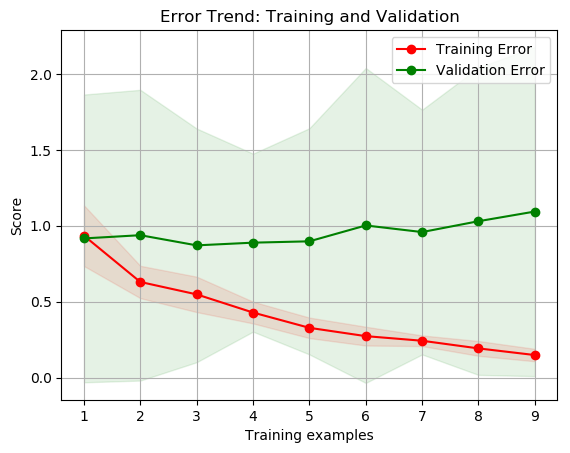 Error Trend: Training and Validation
Training Error
Validation Error
2.0
1.5
1.0
0.5
0.0
Score
1 2 3 4 5 6 7 8 9
Training examples